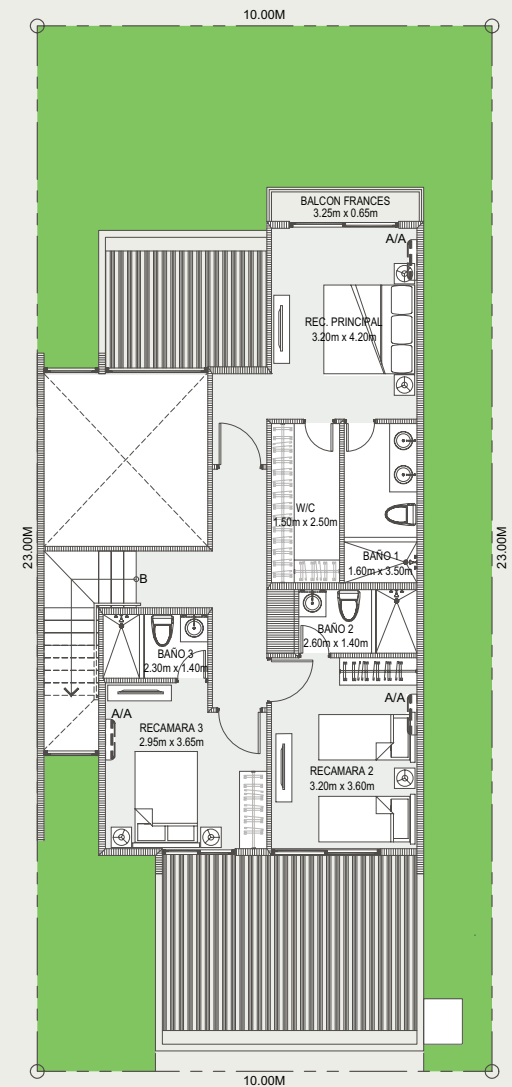 10.00M
BALCON FRANCES
3.25m x 0.65m
A/A
REC. PRINCIPAL
3.20m x 4.20m
W/C
1.50m x 2.50m
23.00M
23.00M
BAÑO 1
1.60m x 3.50m
B
BAÑO 2
2.60m x 1.40m
BAÑO 3
2.30m x 1.40m
A/A
A/A
RECAMARA 3
2.95m x 3.65m
RECAMARA 2
3.20m x 3.60m
10.00M